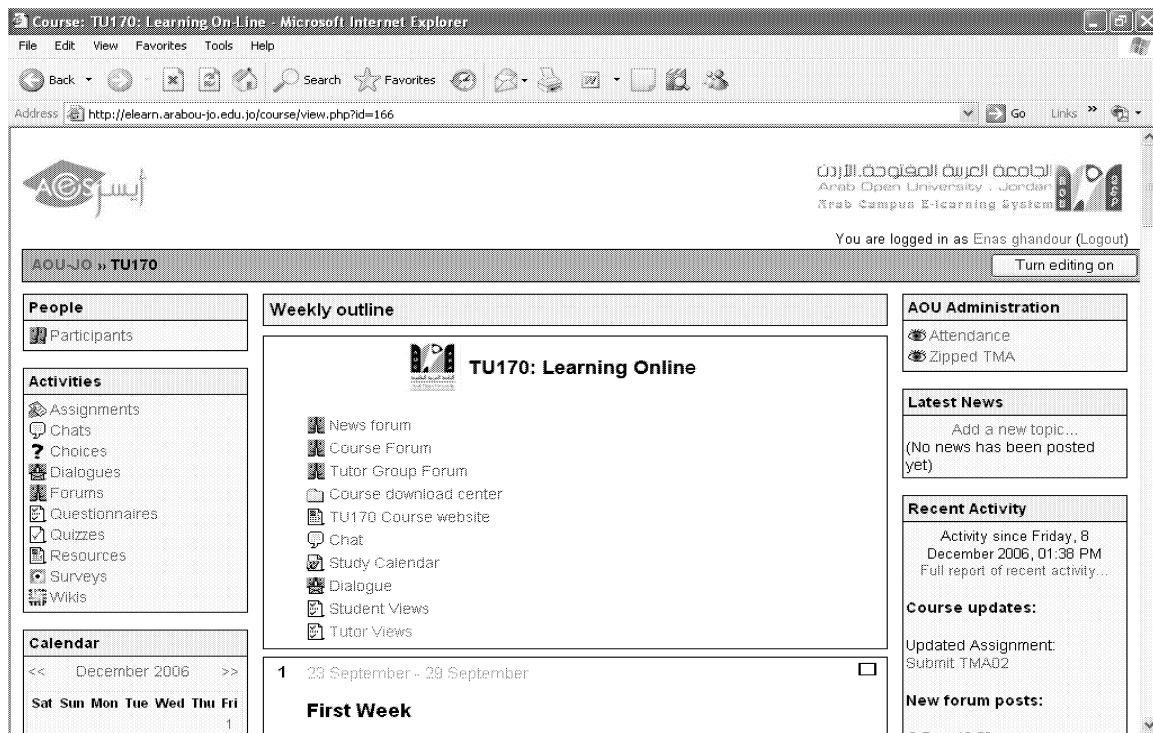 Course: TU170: Learning On-Line - Microsoft Internet Explorer
File Edit View Favorites Tools Help
Back Search Favorites
Address http://elearn.arabou-jo.edu.jo/course/view.php?id=166 Go Links »
AOeS أيسز
الجامعة العربية المفتوحة.الأردن
Arab Open University . Jordan
Arab Campus E-learning System
You are logged in as Enas ghandour (Logout)
AOU-JO » TU170
Turn editing on
People
Participants
Activities
Assignments
Chats
Choices
Dialogues
Forums
Questionnaires
Quizzes
Resources
Surveys
Wikis
Calendar
<< December 2006 >>
Sat Sun Mon Tue Wed Thu Fri
1
Weekly outline
TU170: Learning Online
News forum
Course Forum
Tutor Group Forum
Course download center
TU170 Course website
Chat
Study Calendar
Dialogue
Student Views
Tutor Views
1 23 September - 29 September
First Week
AOU Administration
Attendance
Zipped TMA
Latest News
Add a new topic...
(No news has been posted
yet)
Recent Activity
Activity since Friday, 8
December 2006, 01:38 PM
Full report of recent activity...
Course updates:
Updated Assignment:
Submit TMA02
New forum posts: